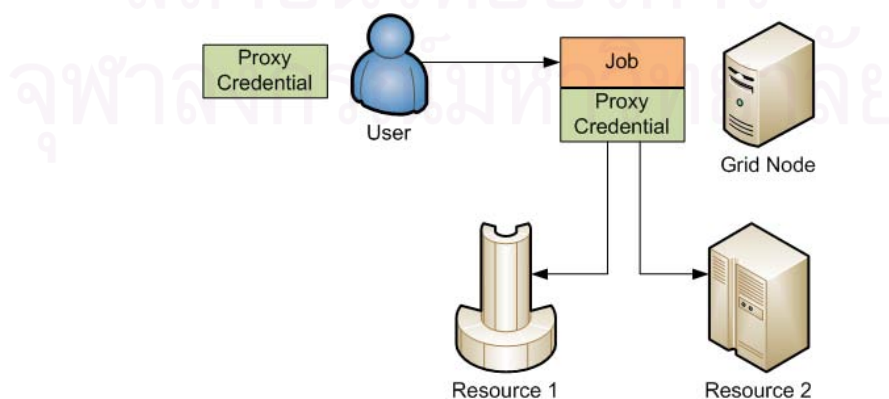 Proxy
Credential
User
Job
Proxy
Credential
Grid Node
Resource 1
Resource 2